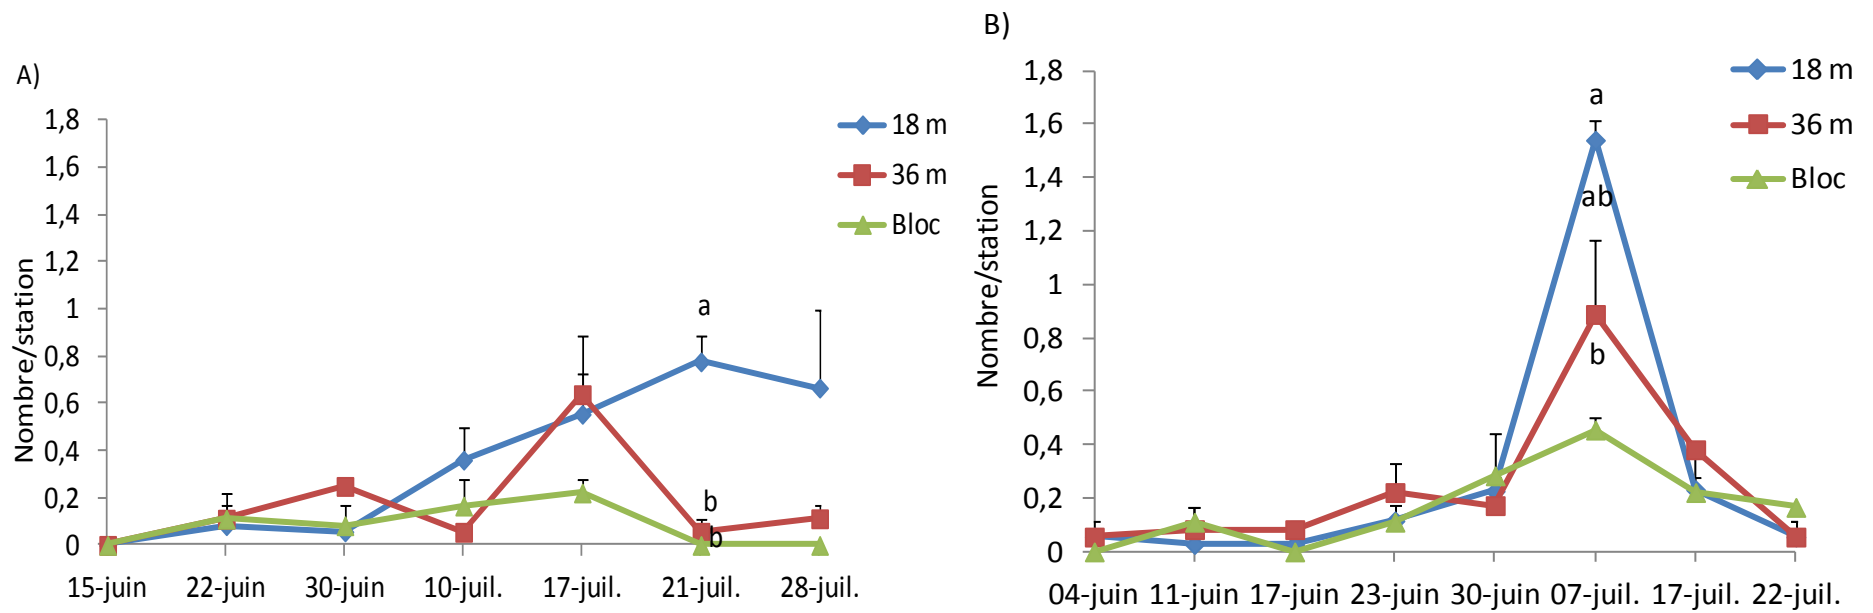 A)
Nombre/station
1,8
1,6
1,4
1,2
1
0,8
0,6
0,4
0,2
0
a
b
b
15-juin 22-juin 30-juin 10-juil. 17-juil. 21-juil. 28-juil.
18 m
36 m
Bloc
B)
Nombre/station
1,8
1,6
1,4
1,2
1
0,8
0,6
0,4
0,2
0
a
ab
b
04-juin 11-juin 17-juin 23-juin 30-juin 07-juil. 17-juil. 22-juil.
18 m
36 m
Bloc